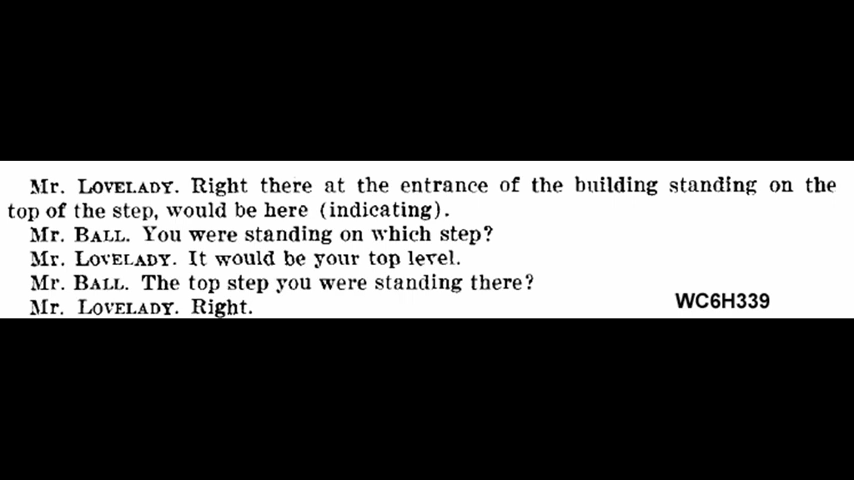 Mr. LOVELADY. Right there at the entrance of the building standing on the
top of the step, would be here (indicating).
Mr. BALL. You were standing on which step?
Mr. LOVELADY. It would be your top level.
Mr. BALL. The top step you were standing there?
Mr. LOVELADY. Right.
WC6H339